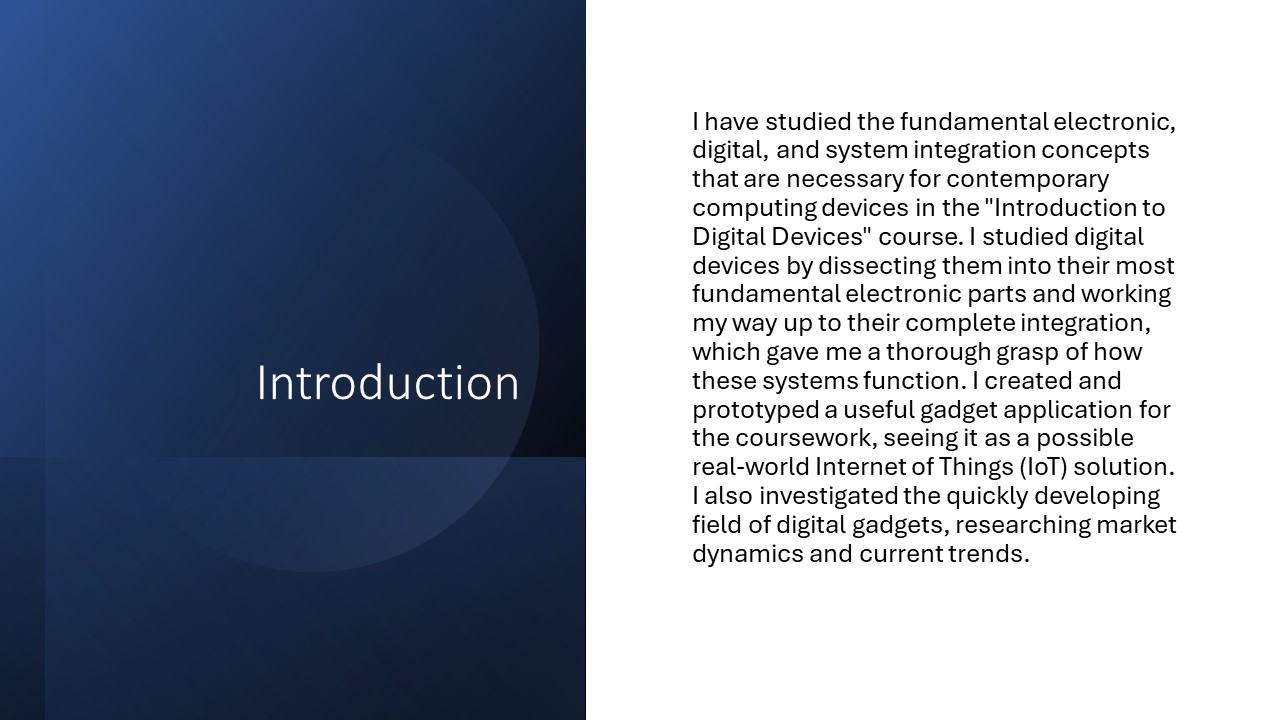 Introduction
I have studied the fundamental electronic,
digital, and system integration concepts
that are necessary for contemporary
computing devices in the "Introduction to
Digital Devices" course. I studied digital
devices by dissecting them into their most
fundamental electronic parts and working
my way up to their complete integration,
which gave me a thorough grasp of how
these systems function. I created and
prototyped a useful gadget application for
the coursework, seeing it as a possible
real-world Internet of Things (IoT) solution.
I also investigated the quickly developing
field of digital gadgets, researching market
dynamics and current trends.